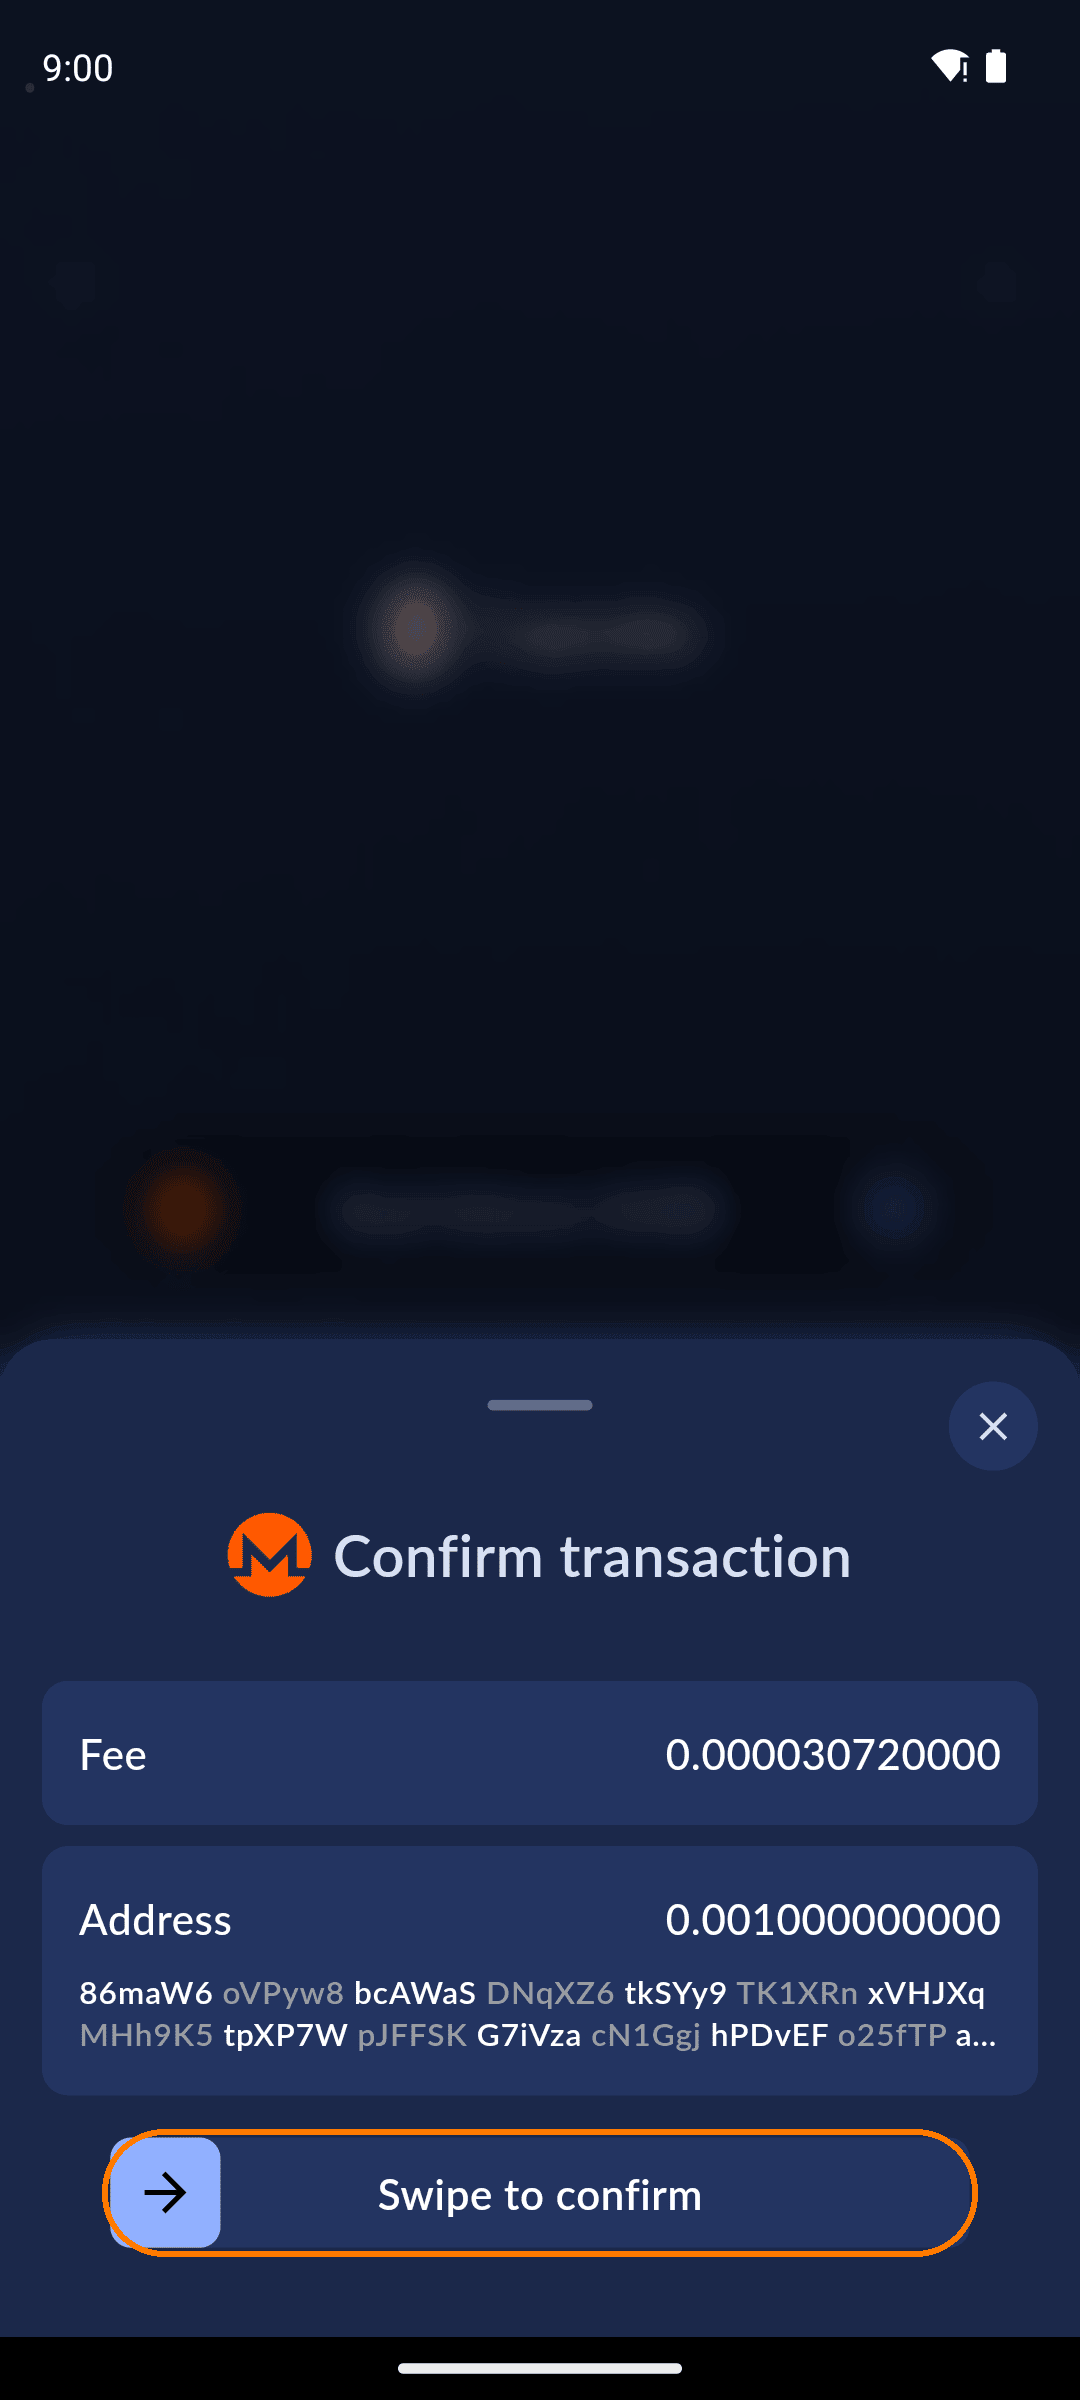 9:00
Confirm transaction
Fee 0.000030720000
Address 0.001000000000
86maW6 oVPyw8 bcAWaS DNqXZ6 tkSYy9 TK1XRn xVHJXq
MHh9K5 tpXP7W pJFFSK G7iVza cN1Ggj hPDvEF o25fTP a...
Swipe to confirm